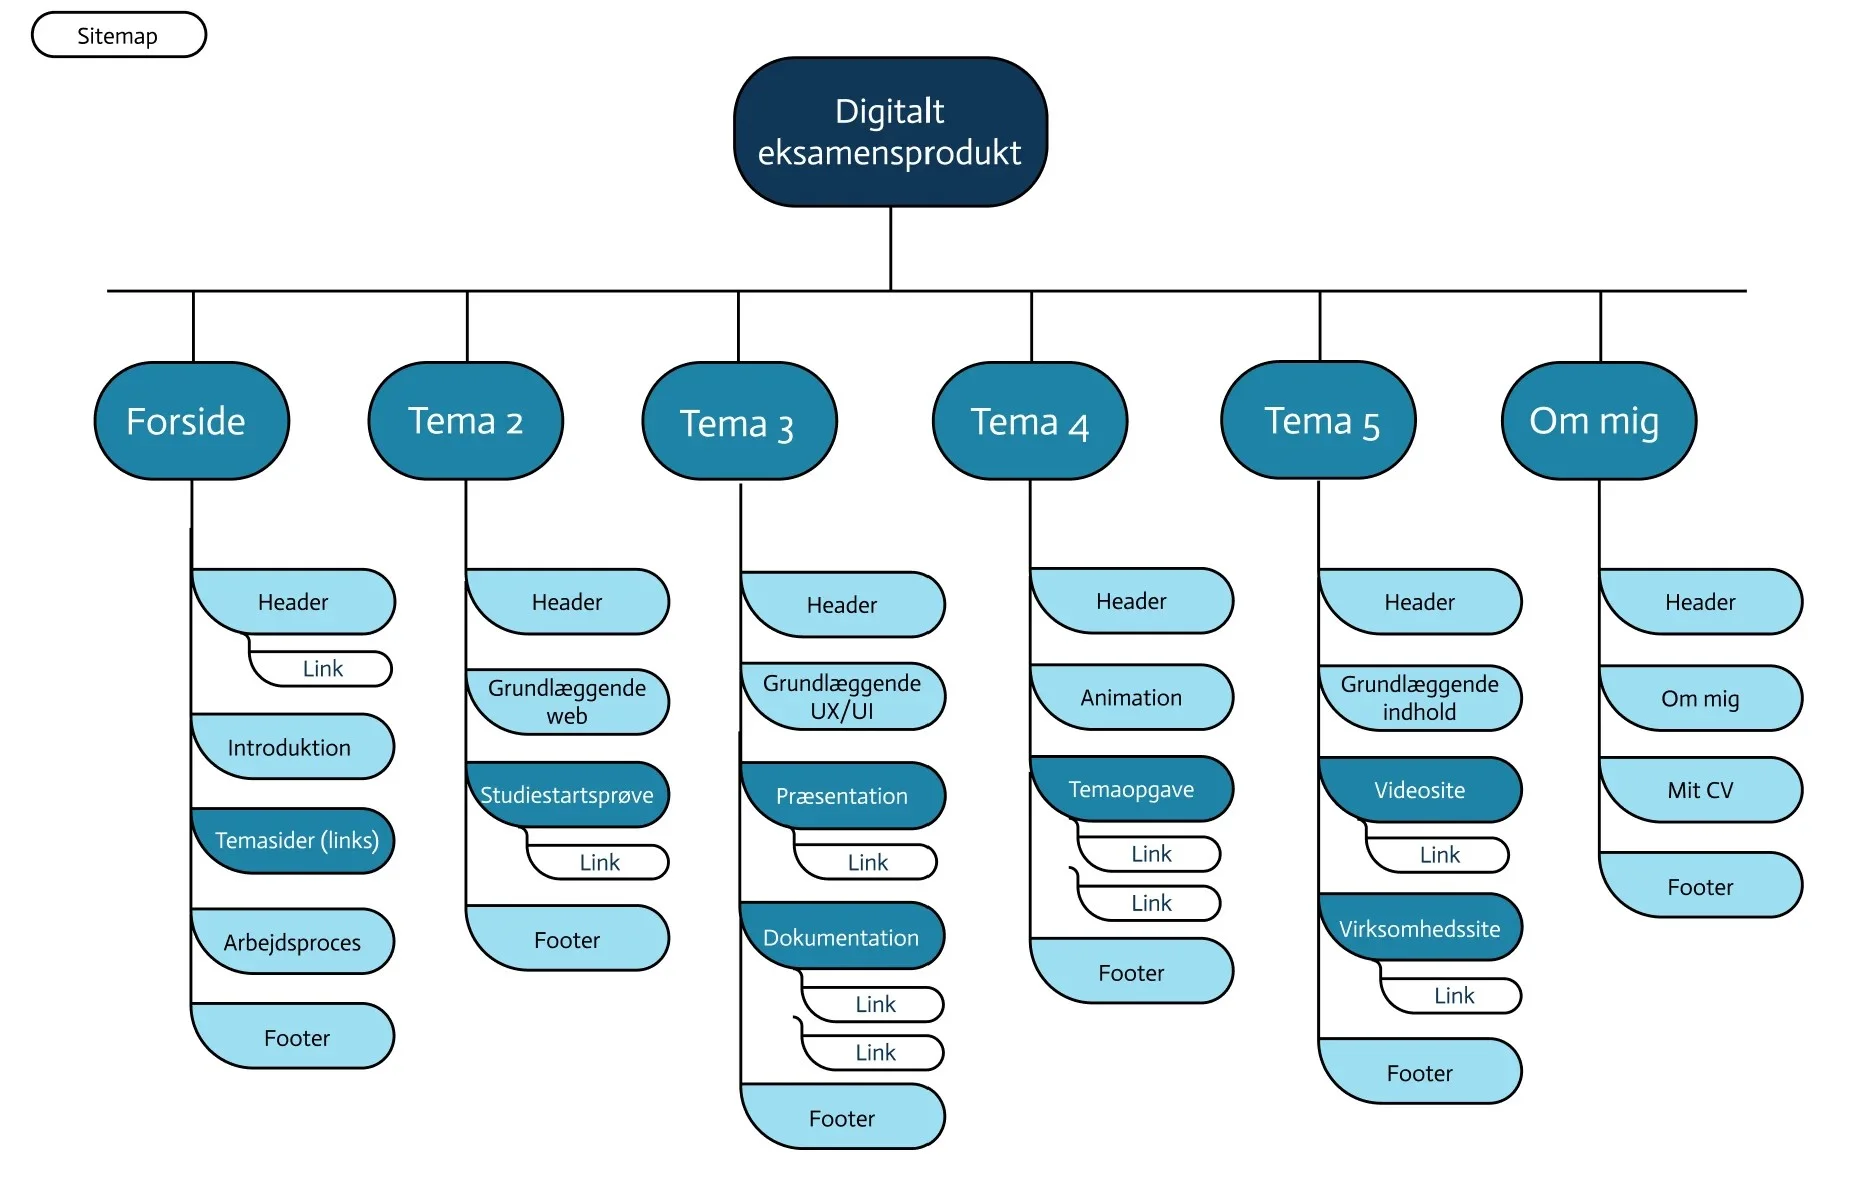 Sitemap
Digitalt
eksamensprodukt
Forside
Header
Link
Introduktion
Temasider (links)
Arbejdsproces
Footer
Tema 2
Header
Grundlæggende
web
Studiestartsprøve
Link
Footer
Tema 3
Header
Grundlæggende
UX/UI
Præsentation
Link
Dokumentation
Link
Link
Footer
Tema 4
Header
Animation
Temaopgave
Link
Link
Footer
Tema 5
Header
Grundlæggende
indhold
Videosite
Link
Virksomhedssite
Link
Footer
Om mig
Header
Om mig
Mit CV
Footer